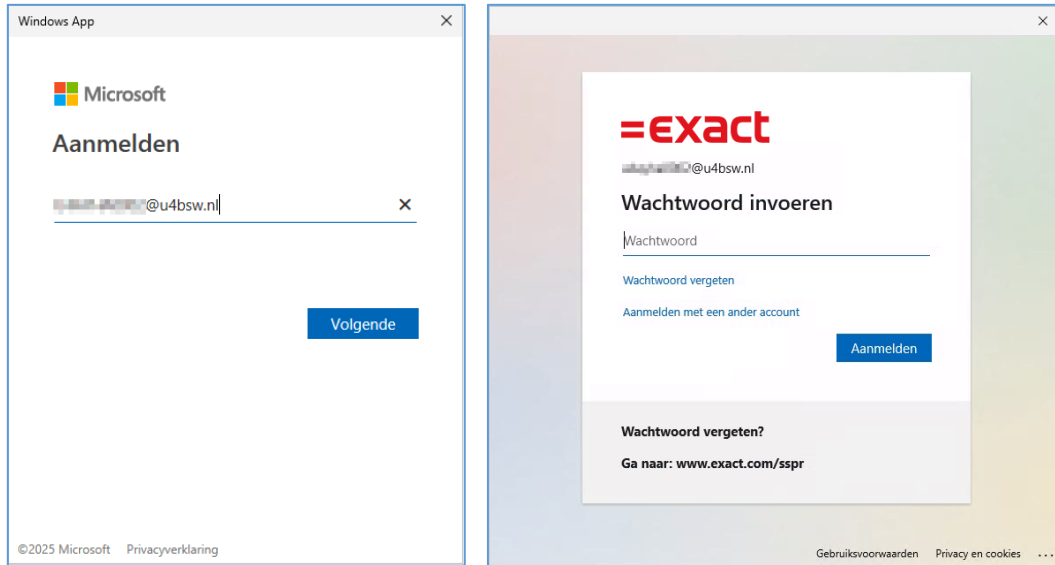 Windows App
Microsoft
Aanmelden
@u4bsw.nl
Volgende
©2025 Microsoft Privacyverklaring
=exact
@u4bsw.nl
Wachtwoord invoeren
Wachtwoord
Wachtwoord vergeten
Aanmelden met een ander account
Aanmelden
Wachtwoord vergeten?
Ga naar: www.exact.com/sspr
Gebruiksvoorwaarden Privacy en cookies ...